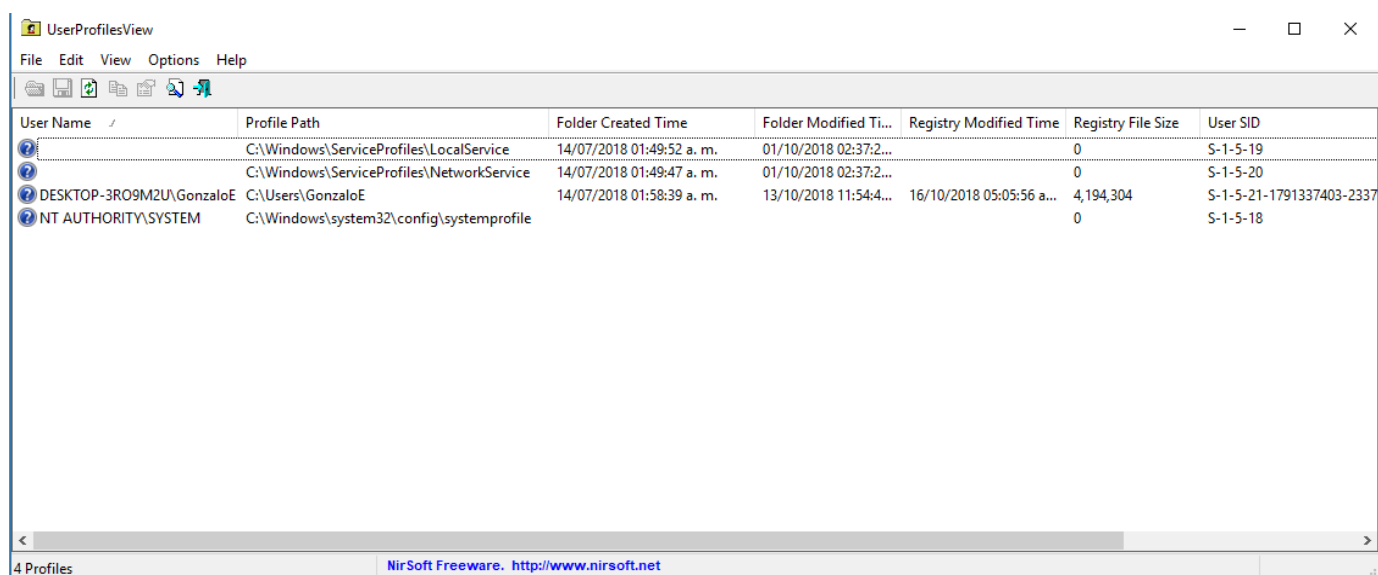 UserProfilesView
File Edit View Options Help
User Name / Profile Path Folder Created Time Folder Modified Ti... Registry Modified Time Registry File Size User SID
C:\Windows\ServiceProfiles\LocalService 14/07/2018 01:49:52 a. m. 01/10/2018 02:37:2... 0 S-1-5-19
C:\Windows\ServiceProfiles\NetworkService 14/07/2018 01:49:47 a. m. 01/10/2018 02:37:2... 0 S-1-5-20
DESKTOP-3RO9M2U\GonzaloE C:\Users\GonzaloE 14/07/2018 01:58:39 a. m. 13/10/2018 11:54:4... 16/10/2018 05:05:56 a... 4,194,304 S-1-5-21-1791337403-2337
NT AUTHORITY\SYSTEM C:\Windows\system32\config\systemprofile 0 S-1-5-18
4 Profiles NirSoft Freeware. http://www.nirsoft.net